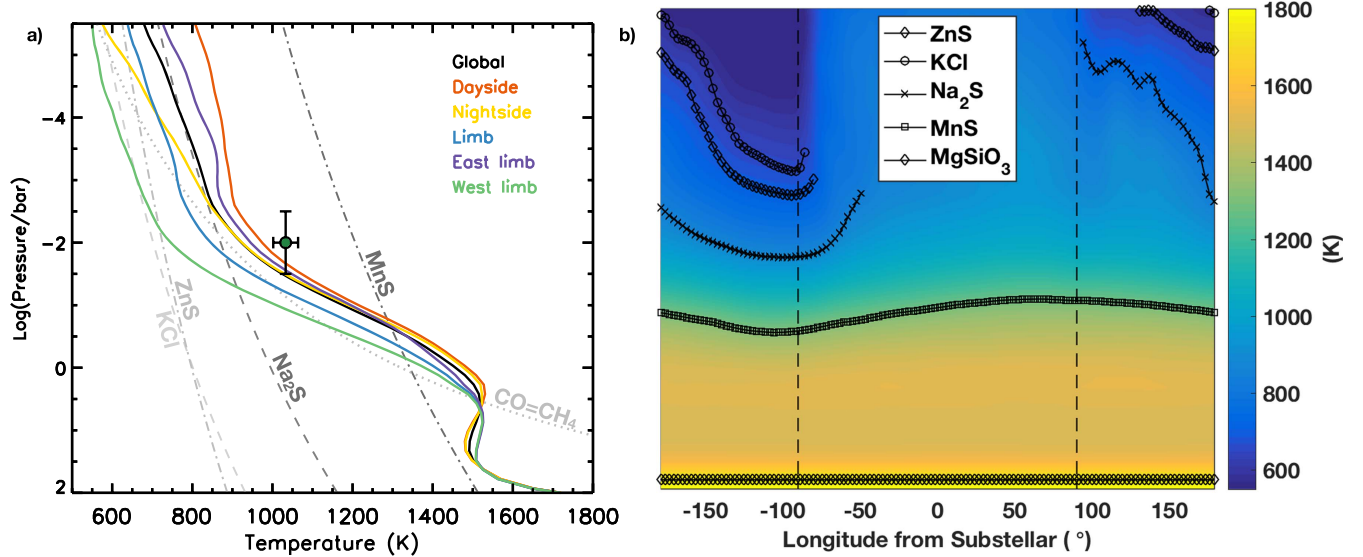 a)
Global
Dayside
Nightside
Limb
East limb
West limb
MnS
ZnS
KCl
Na₂S
CO=CH₄
-4
-2
0
2
Log(Pressure/bar)
600 800 1000 1200 1400 1600 1800
Temperature (K)
b)
ZnS
KCl
Na₂S
MnS
MgSiO₃
-150 -100 -50 0 50 100 150
Longitude from Substellar ( °)
1800
1600
1400
1200
1000
800
600
(K)